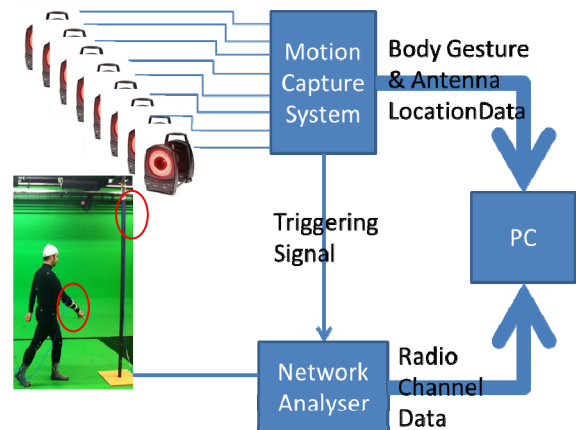 Motion
Capture
System
Body Gesture
& Antenna
LocationData
Triggering
Signal
PC
Network
Analyser
Radio
Channel
Data